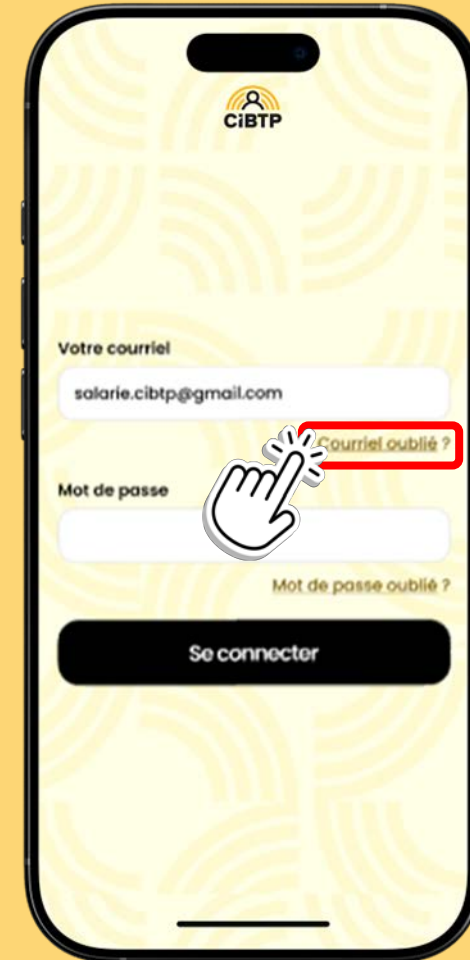 CIBTP
Votre courriel
salarie.cibtp@gmail.com
Courriel oublié ?
Mot de passe
Mot de passe oublié ?
Se connecter